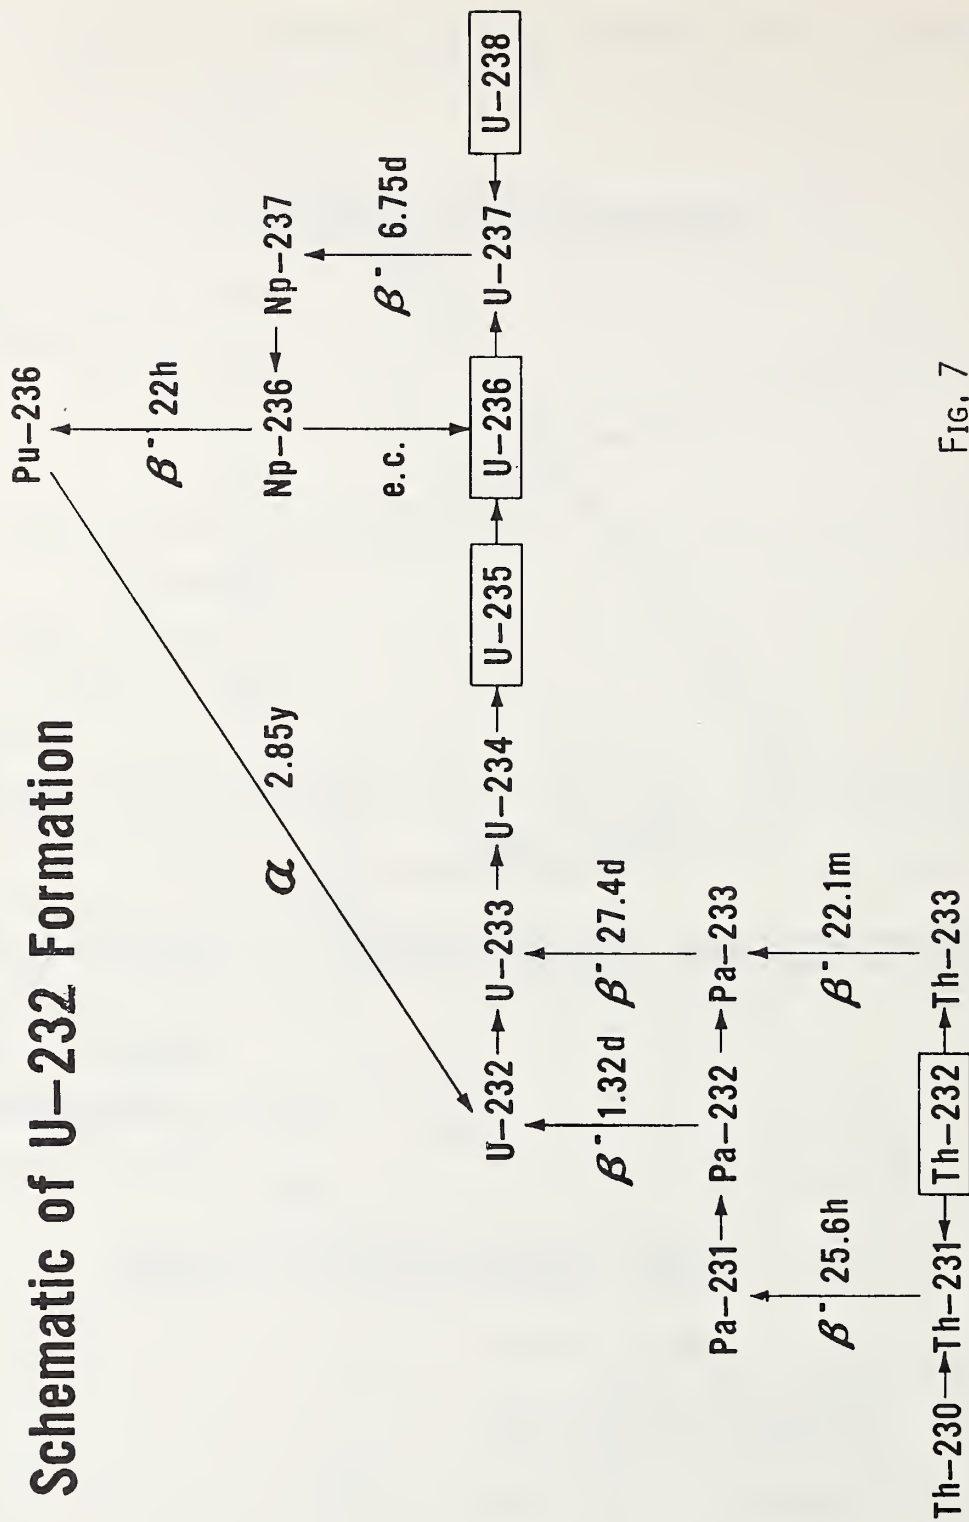 Schematic of U–232 Formation
Pu–236
β⁻ 22h
α 2.85y
Np–236 Np–237
e.c.
β⁻ 6.75d
U–232 U–233 U–234 U–235 U–236 U–237 U–238
β⁻ 1.32d
β⁻ 27.4d
Pa–231 Pa–232 Pa–233
β⁻ 25.6h
β⁻ 22.1m
Th–230 Th–231 Th–232 Th–233
FIG. 7